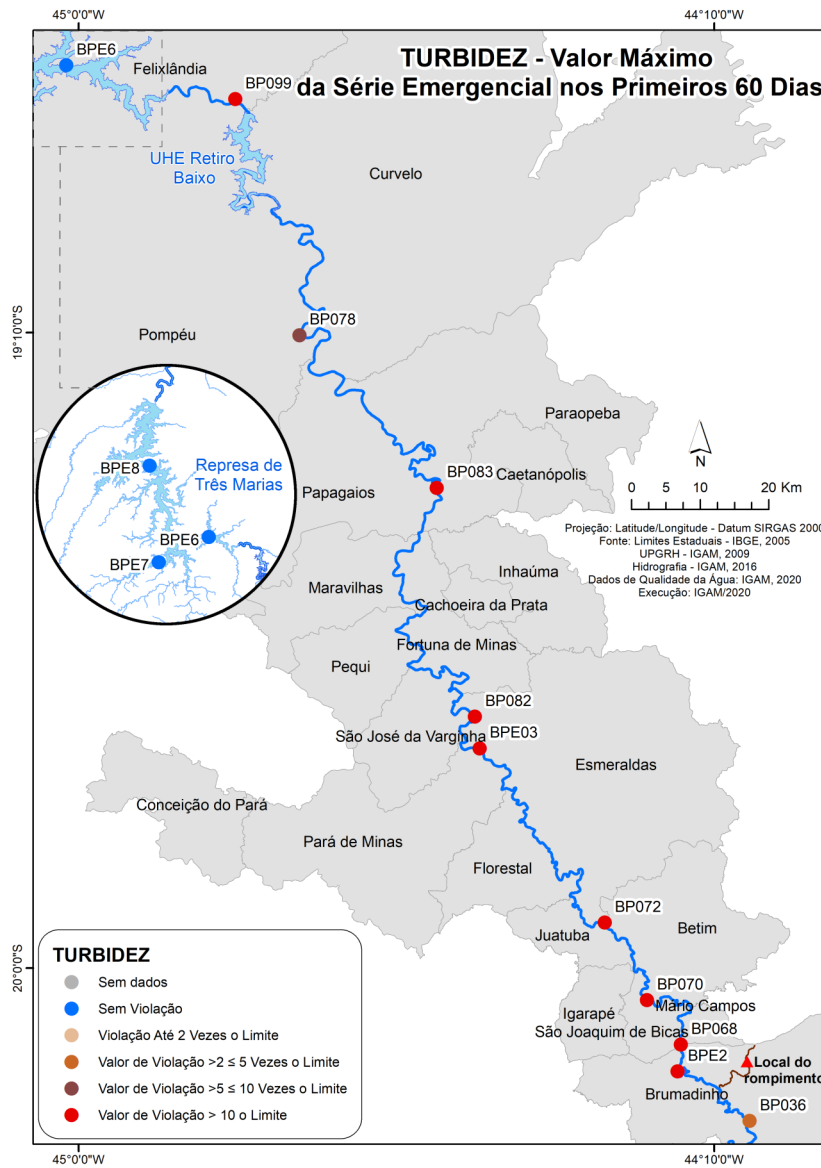 45°0'0"W
44°10'0"W
TURBIDEZ - Valor Máximo
da Série Emergencial nos Primeiros 60 Dias
BPE6
Felixlândia
BP099
UHE Retiro
Baixo
Curvelo
19°10'0"S
BP078
Pompéu
Paraopeba
BP083
Caetanópolis
BPE8
Represa de
Três Marias
Papagaios
BPE6
BPE7
N
0 5 10 20 Km
Projeção: Latitude/Longitude - Datum SIRGAS 2000
Fonte: Limites Estaduais - IBGE, 2005
UPGRH - IGAM, 2009
Hidrografia - IGAM, 2016
Dados de Qualidade da Água: IGAM, 2020
Execução: IGAM/2020
Inhaúma
Maravilhas
Cachoeira da Prata
Fortuna de Minas
Pequi
BP082
São José da Varginha
BPE03
Esmeraldas
Conceição do Pará
Pará de Minas
Florestal
BP072
Juatuba
Betim
20°0'0"S
BP070
Mário Campos
Igarapé
São Joaquim de Bicas
BP068
BPE2
Local do
rompimento
Brumadinho
BP036
TURBIDEZ
Sem dados
Sem Violação
Violação Até 2 Vezes o Limite
Valor de Violação >2 ≤ 5 Vezes o Limite
Valor de Violação >5 ≤ 10 Vezes o Limite
Valor de Violação > 10 o Limite
45°0'0"W
44°10'0"W